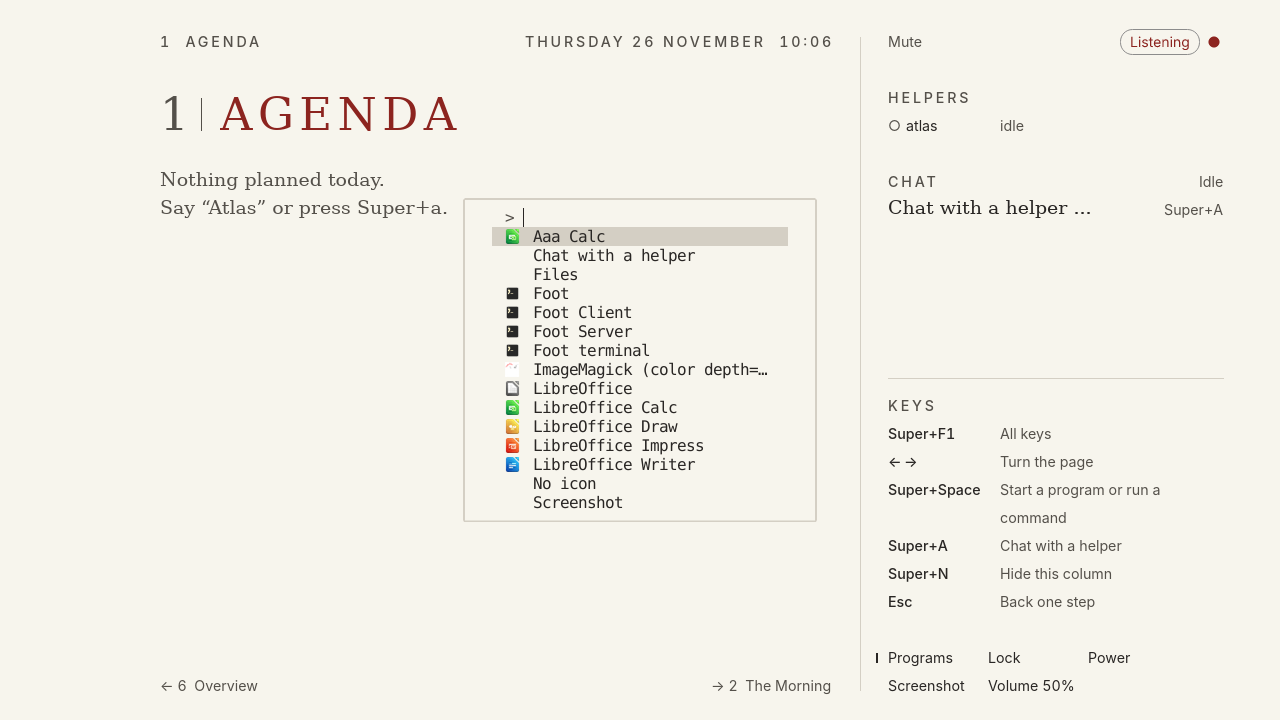 1 AGENDA
THURSDAY 26 NOVEMBER 10:06
1 AGENDA
Nothing planned today.
Say “Atlas” or press Super+a.
>
Aaa Calc
Chat with a helper
Files
Foot
Foot Client
Foot Server
Foot terminal
ImageMagick (color depth=…
LibreOffice
LibreOffice Calc
LibreOffice Draw
LibreOffice Impress
LibreOffice Writer
No icon
Screenshot
← 6 Overview
→ 2 The Morning
Mute
Listening
HELPERS
atlas idle
CHAT Idle
Chat with a helper ... Super+A
KEYS
Super+F1 All keys
← → Turn the page
Super+Space Start a program or run a
command
Super+A Chat with a helper
Super+N Hide this column
Esc Back one step
Programs Lock Power
Screenshot Volume 50%